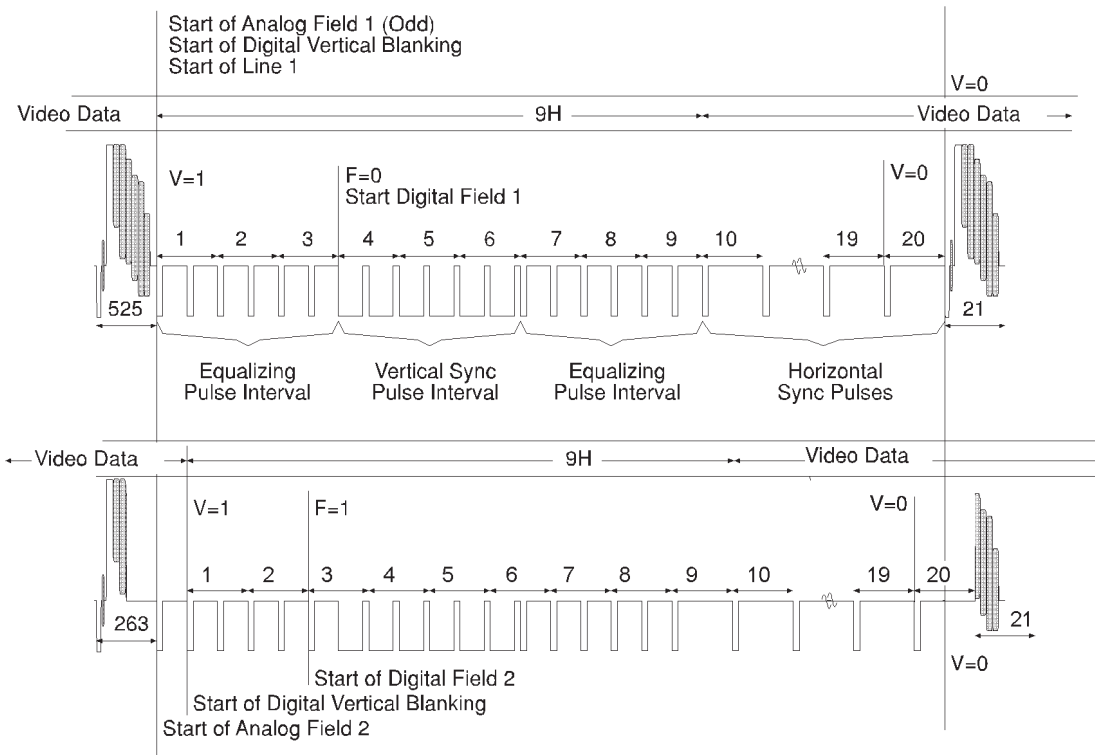 Start of Analog Field 1 (Odd)
Start of Digital Vertical Blanking
Start of Line 1
V=0
Video Data
9H
Video Data
V=1
F=0
Start Digital Field 1
V=0
1 2 3 4 5 6 7 8 9 10 19 20
525
21
Equalizing
Pulse Interval
Vertical Sync
Pulse Interval
Equalizing
Pulse Interval
Horizontal
Sync Pulses
Video Data
9H
Video Data
V=1
F=1
V=0
1 2 3 4 5 6 7 8 9 10 19 20
263
21
Start of Digital Field 2
V=0
Start of Digital Vertical Blanking
Start of Analog Field 2